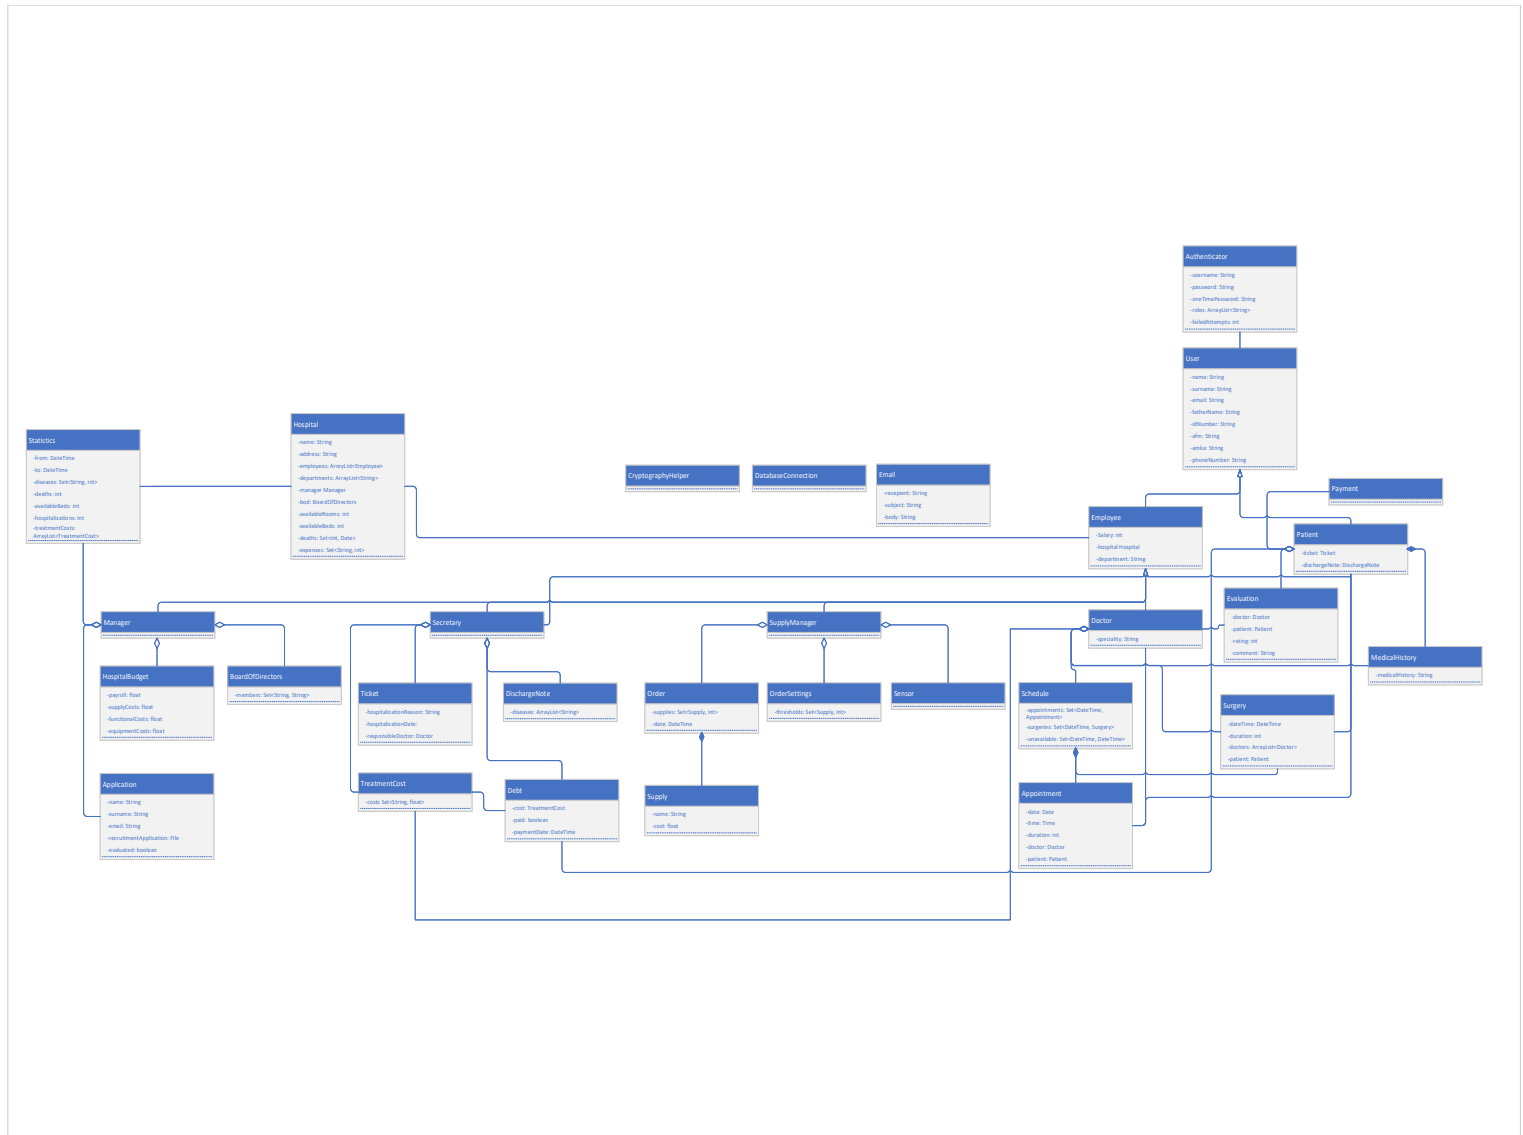 Authenticator
-username: String
-password: String
-oneTimePassword: String
-roles: ArrayList<String>
-failedAttempts: int
User
-name: String
-surname: String
-email: String
-fatherName: String
-idNumber: String
-afm: String
-amka: String
-phoneNumber: String
Statistics
-from: DateTime
-to: DateTime
-diseases: Set(String, int>
-deaths: int
-availableBeds: int
-hospitalizations: int
-treatmentCosts:
ArrayList<TreatmentCost>
Hospital
-name: String
-address: String
-employees: ArrayList<Employee>
-departments: ArrayList<String>
-manager Manager
-bod: BoardOfDirectors
-availableRooms: int
-availableBeds: int
-deaths: Set<int, Date>
-expenses: Set<String, int>
CryptographyHelper
DatabaseConnection
Email
-recepient: String
-subject: String
-body: String
Employee
-Salary: int
-hospital Hospital
-department: String
Payment
Patient
-ticket: Ticket
-dischargeNote: DischargeNote
Manager
Secretary
SupplyManager
Doctor
-speciality: String
Evaluation
-doctor: Doctor
-patient: Patient
-rating: int
-comment: String
MedicalHistory
-medicalHistory: String
HospitalBudget
-payroll: float
-supplyCosts: float
-functionalCosts: float
-equipmentCosts: float
BoardOfDirectors
-members: Set<String, String>
Ticket
-hospitalizationReason: String
-hospitalizationDate:
-responsibleDoctor: Doctor
DischargeNote
-diseases: ArrayList<String>
Order
-supplies: Set<Supply, int>
-date: DateTime
OrderSettings
-thresholds: Set<Supply, int>
Sensor
Schedule
-appointments: Set<DateTime,
Appointment>
-surgeries: Set<DateTime, Surgery>
-unavailable: Set<DateTime, DateTime>
Surgery
-dateTime: DateTime
-duration: int
-doctors: ArrayList<Doctor>
-patient: Patient
Application
-name: String
-surname: String
-email: String
-recruitmentApplication: File
-evaluated: boolean
TreatmentCost
-costs Set<String, float>
Debt
-cost: TreatmentCost
-paid: boolean
-paymentDate: DateTime
Supply
-name: String
-cost: float
Appointment
-date: Date
-time: Time
-duration: int
-doctor: Doctor
-patient: Patient